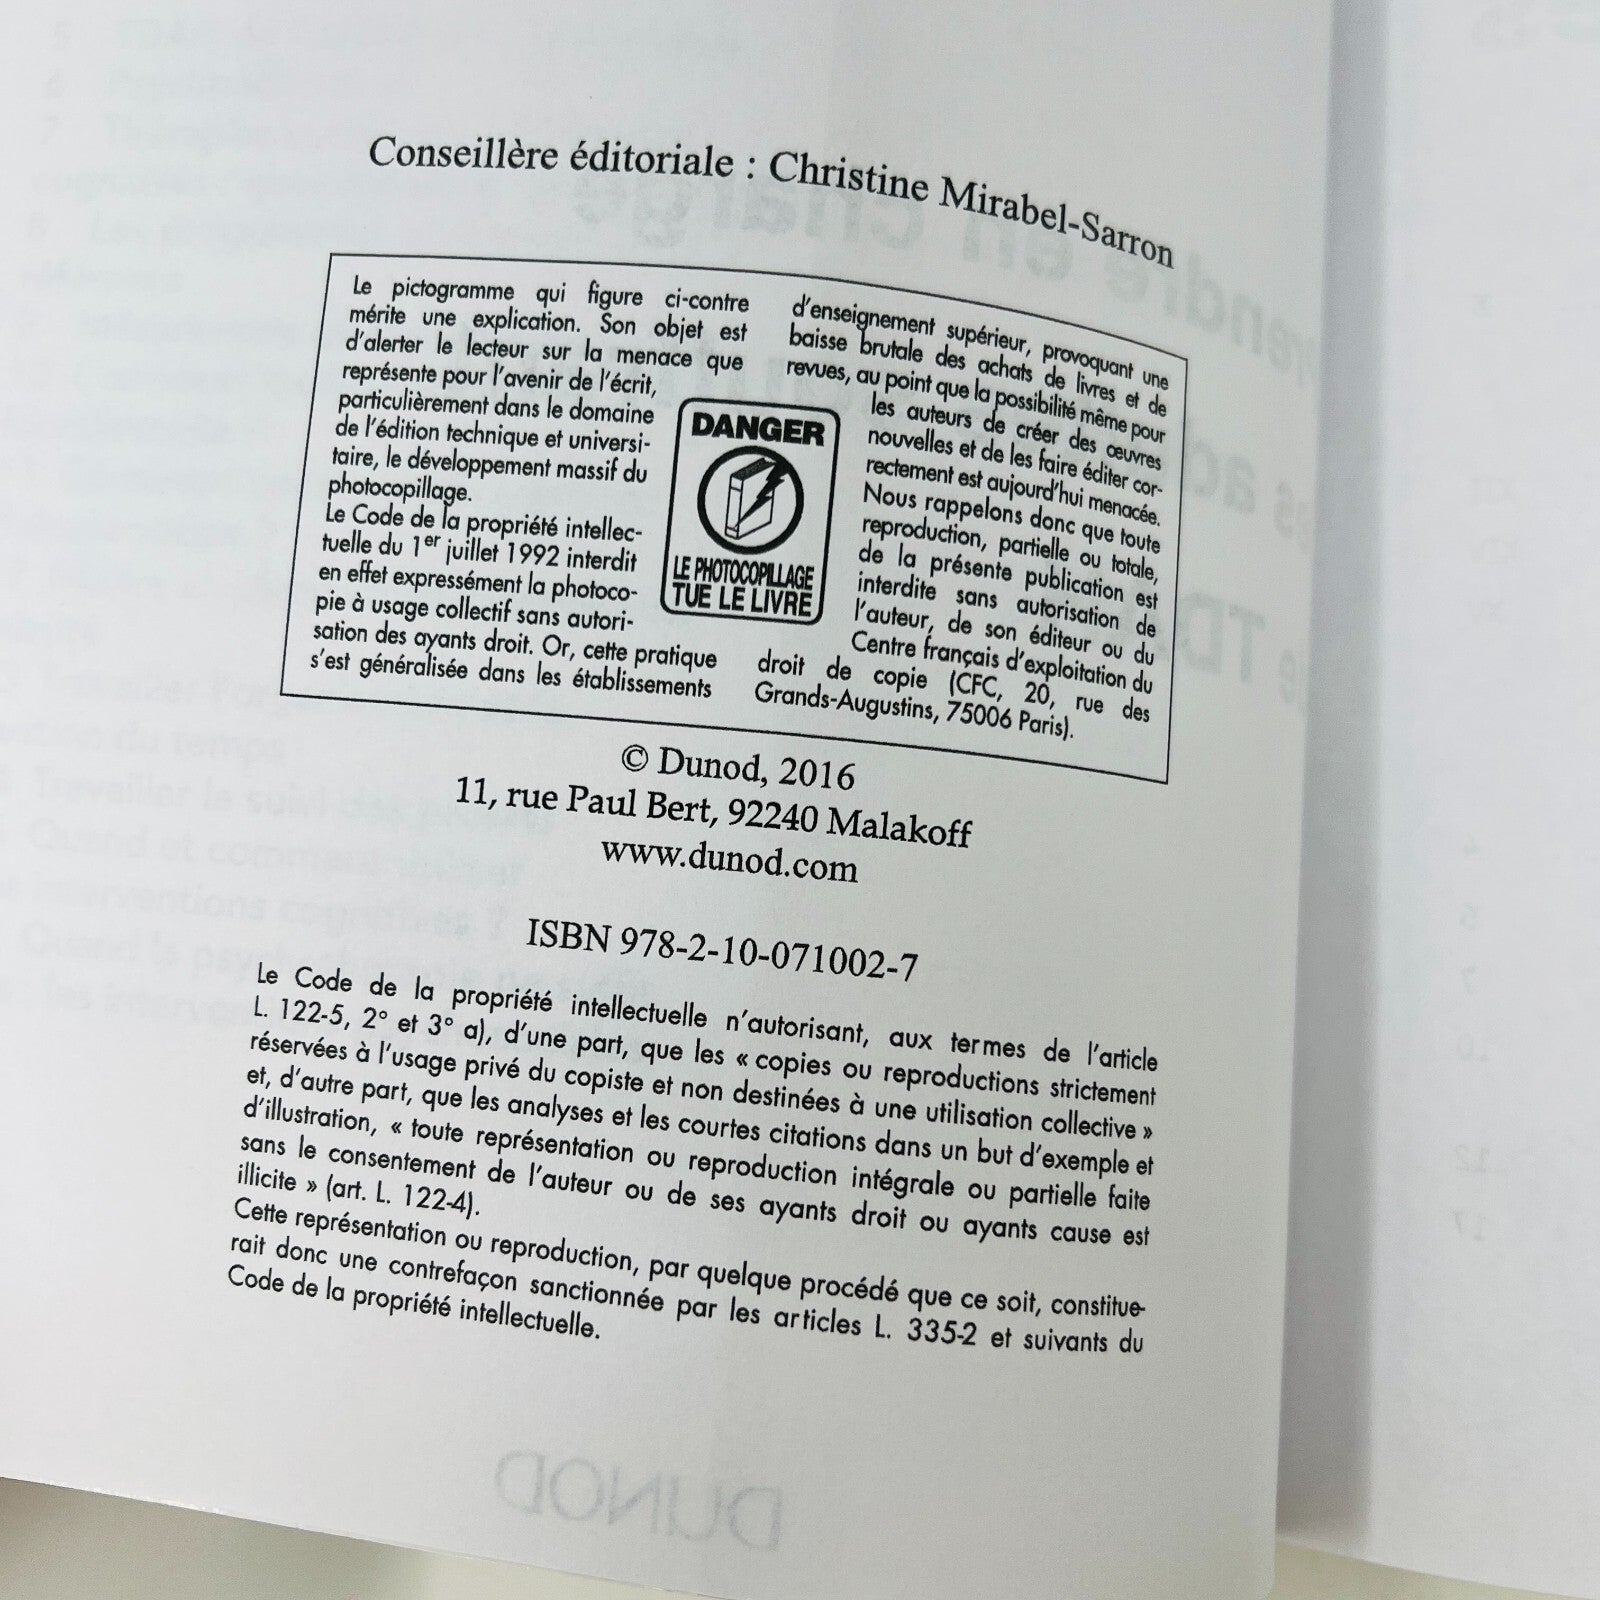 Conseillère éditoriale : Christine Mirabel-Sarron
Le pictogramme qui figure ci-contre
mérite une explication. Son objet est
d'alerter le lecteur sur la menace que
représente pour l'avenir de l'écrit,
particulièrement dans le domaine
de l'édition technique et universi-
taire, le développement massif du
photocopillage.
Le Code de la propriété intellec-
tuelle du 1er juillet 1992 interdit
en effet expressément la photoco-
pie à usage collectif sans autori-
sation des ayants droit. Or, cette pratique
s'est généralisée dans les établissements
DANGER
LE PHOTOCOPILLAGE
TUE LE LIVRE
d'enseignement supérieur, provoquant une
baisse brutale des achats de livres et de
revues, au point que la possibilité même pour
les auteurs de créer des œuvres
nouvelles et de les faire éditer cor-
rectement est aujourd'hui menacée.
Nous rappelons donc que toute
reproduction, partielle ou totale,
de la présente publication est
interdite sans autorisation de
l'auteur, de son éditeur ou du
Centre français d'exploitation du
droit de copie (CFC, 20, rue des
Grands-Augustins, 75006 Paris).
© Dunod, 2016
11, rue Paul Bert, 92240 Malakoff
www.dunod.com
ISBN 978-2-10-071002-7
Le Code de la propriété intellectuelle n'autorisant, aux termes de l'article
L. 122-5, 2° et 3° a), d'une part, que les « copies ou reproductions strictement
réservées à l'usage privé du copiste et non destinées à une utilisation collective »
et, d'autre part, que les analyses et les courtes citations dans un but d'exemple et
d'illustration, « toute représentation ou reproduction intégrale ou partielle faite
sans le consentement de l'auteur ou de ses ayants droit ou ayants cause est
illicite » (art. L. 122-4).
Cette représentation ou reproduction, par quelque procédé que ce soit, constitue-
rait donc une contrefaçon sanctionnée par les articles L. 335-2 et suivants du
Code de la propriété intellectuelle.
DUNOD